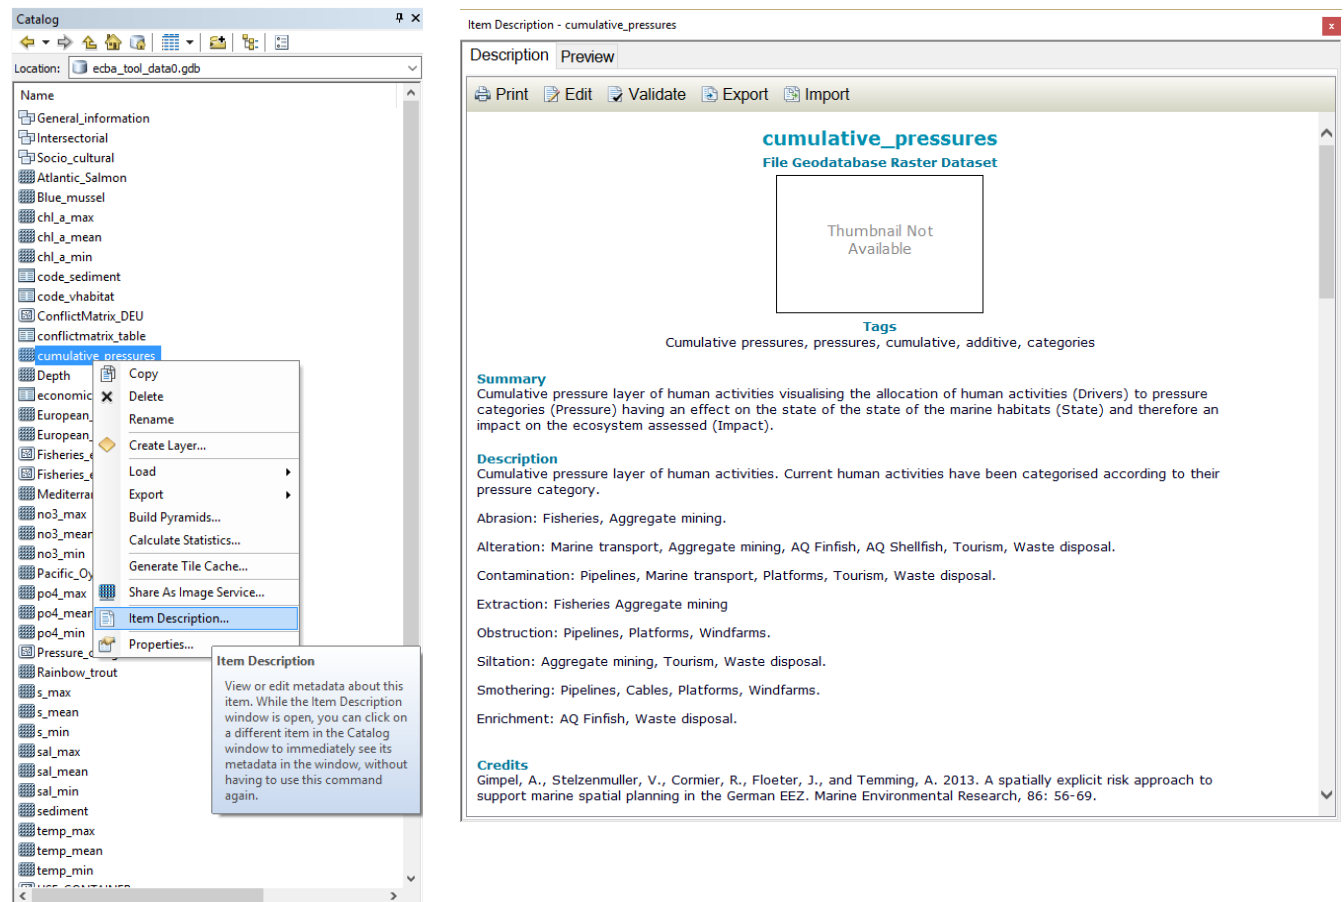 Catalog
Location: ecba_tool_data0.gdb
Name
General_information
Intersectorial
Socio_cultural
Atlantic_Salmon
Blue_mussel
chl_a_max
chl_a_mean
chl_a_min
code_sediment
code_vhabitat
ConflictMatrix_DEU
conflictmatrix_table
cumulative_pressures
Depth
economic
European_
European_
Fisheries_e
Fisheries_e
Mediterra
no3_max
no3_mean
no3_min
Pacific_Oy
po4_max
po4_mean
po4_min
Pressure_c
Rainbow_trout
s_max
s_mean
s_min
sal_max
sal_mean
sal_min
sediment
temp_max
temp_mean
temp_min
Copy
Delete
Rename
Create Layer...
Load
Export
Build Pyramids...
Calculate Statistics...
Generate Tile Cache...
Share As Image Service...
Item Description...
Properties...
Item Description
View or edit metadata about this
item. While the Item Description
window is open, you can click on
a different item in the Catalog
window to immediately see its
metadata in the window, without
having to use this command
again.
Item Description - cumulative_pressures
Description Preview
Print Edit Validate Export Import
cumulative_pressures
File Geodatabase Raster Dataset
Thumbnail Not
Available
Tags
Cumulative pressures, pressures, cumulative, additive, categories
Summary
Cumulative pressure layer of human activities visualising the allocation of human activities (Drivers) to pressure
categories (Pressure) having an effect on the state of the state of the marine habitats (State) and therefore an
impact on the ecosystem assessed (Impact).
Description
Cumulative pressure layer of human activities. Current human activities have been categorised according to their
pressure category.
Abrasion: Fisheries, Aggregate mining.
Alteration: Marine transport, Aggregate mining, AQ Finfish, AQ Shellfish, Tourism, Waste disposal.
Contamination: Pipelines, Marine transport, Platforms, Tourism, Waste disposal.
Extraction: Fisheries Aggregate mining
Obstruction: Pipelines, Platforms, Windfarms.
Siltation: Aggregate mining, Tourism, Waste disposal.
Smothering: Pipelines, Cables, Platforms, Windfarms.
Enrichment: AQ Finfish, Waste disposal.
Credits
Gimpel, A., Stelzenmuller, V., Cormier, R., Floeter, J., and Temming, A. 2013. A spatially explicit risk approach to
support marine spatial planning in the German EEZ. Marine Environmental Research, 86: 56-69.